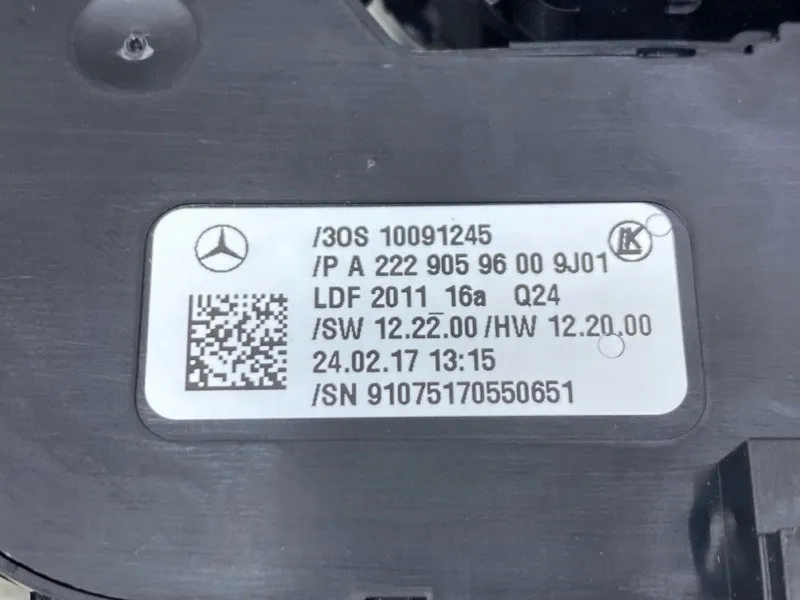 /3OS 10091245
/P A 222 905 96 00 9J01
LDF 2011_16a Q24
/SW 12.22.00 /HW 12.20.00
24.02.17 13:15
/SN 91075170550651